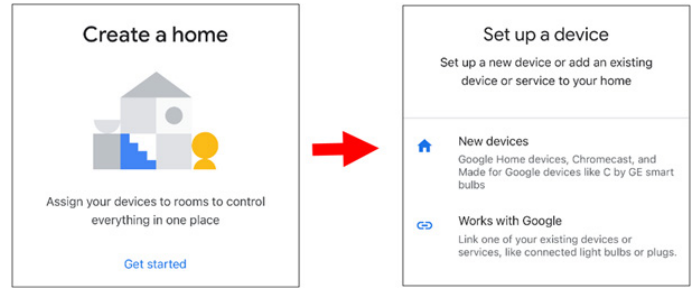 Create a home
Assign your devices to rooms to control
everything in one place
Get started
Set up a device
Set up a new device or add an existing
device or service to your home
New devices
Google Home devices, Chromecast, and
Made for Google devices like C by GE smart
bulbs
Works with Google
Link one of your existing devices or
services, like connected light bulbs or plugs.